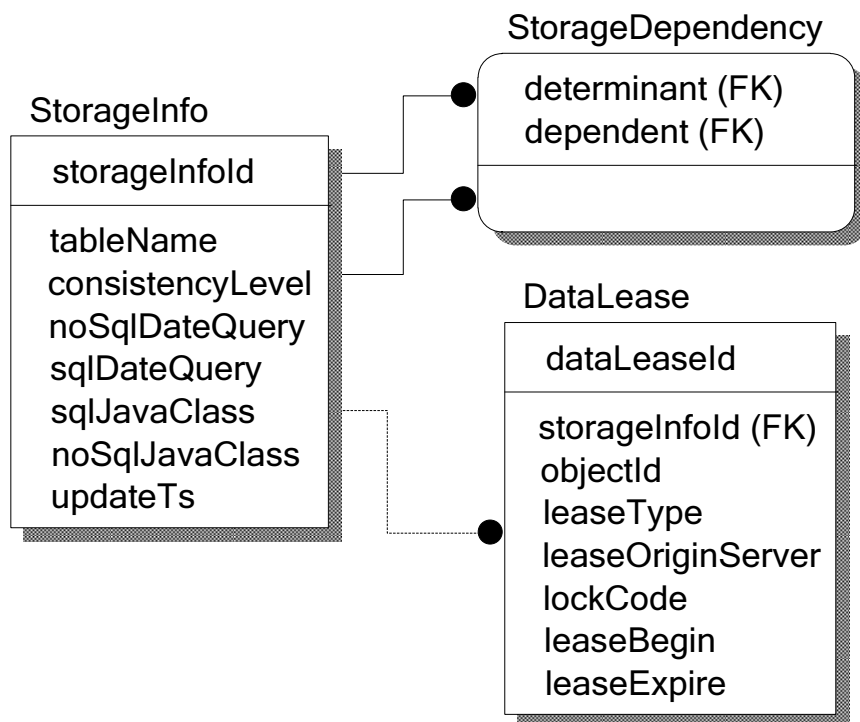 StorageDependency
determinant (FK)
dependent (FK)
StorageInfo
storageInfoId
tableName
consistencyLevel
noSqlDateQuery
sqlDateQuery
sqlJavaClass
noSqlJavaClass
updateTs
DataLease
dataLeaseId
storageInfoId (FK)
objectId
leaseType
leaseOriginServer
lockCode
leaseBegin
leaseExpire